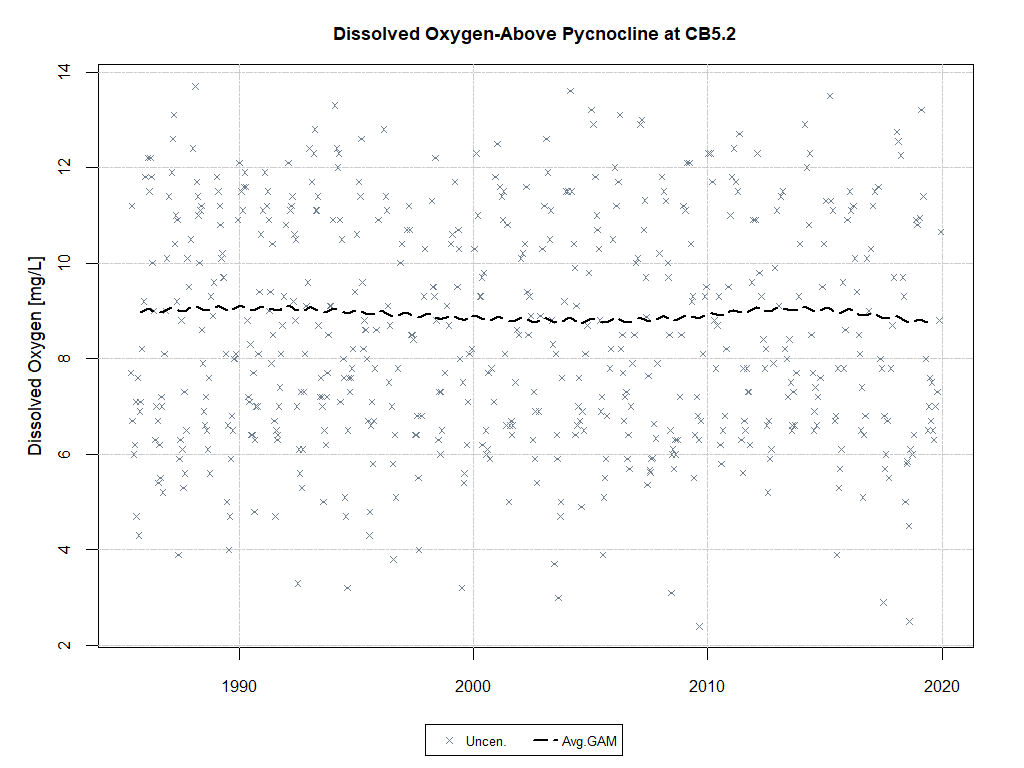 Dissolved Oxygen-Above Pycnocline at CB5.2
Dissolved Oxygen [mg/L]
14
12
10
8
6
4
2
1990 2000 2010 2020
Uncen. Avg.GAM